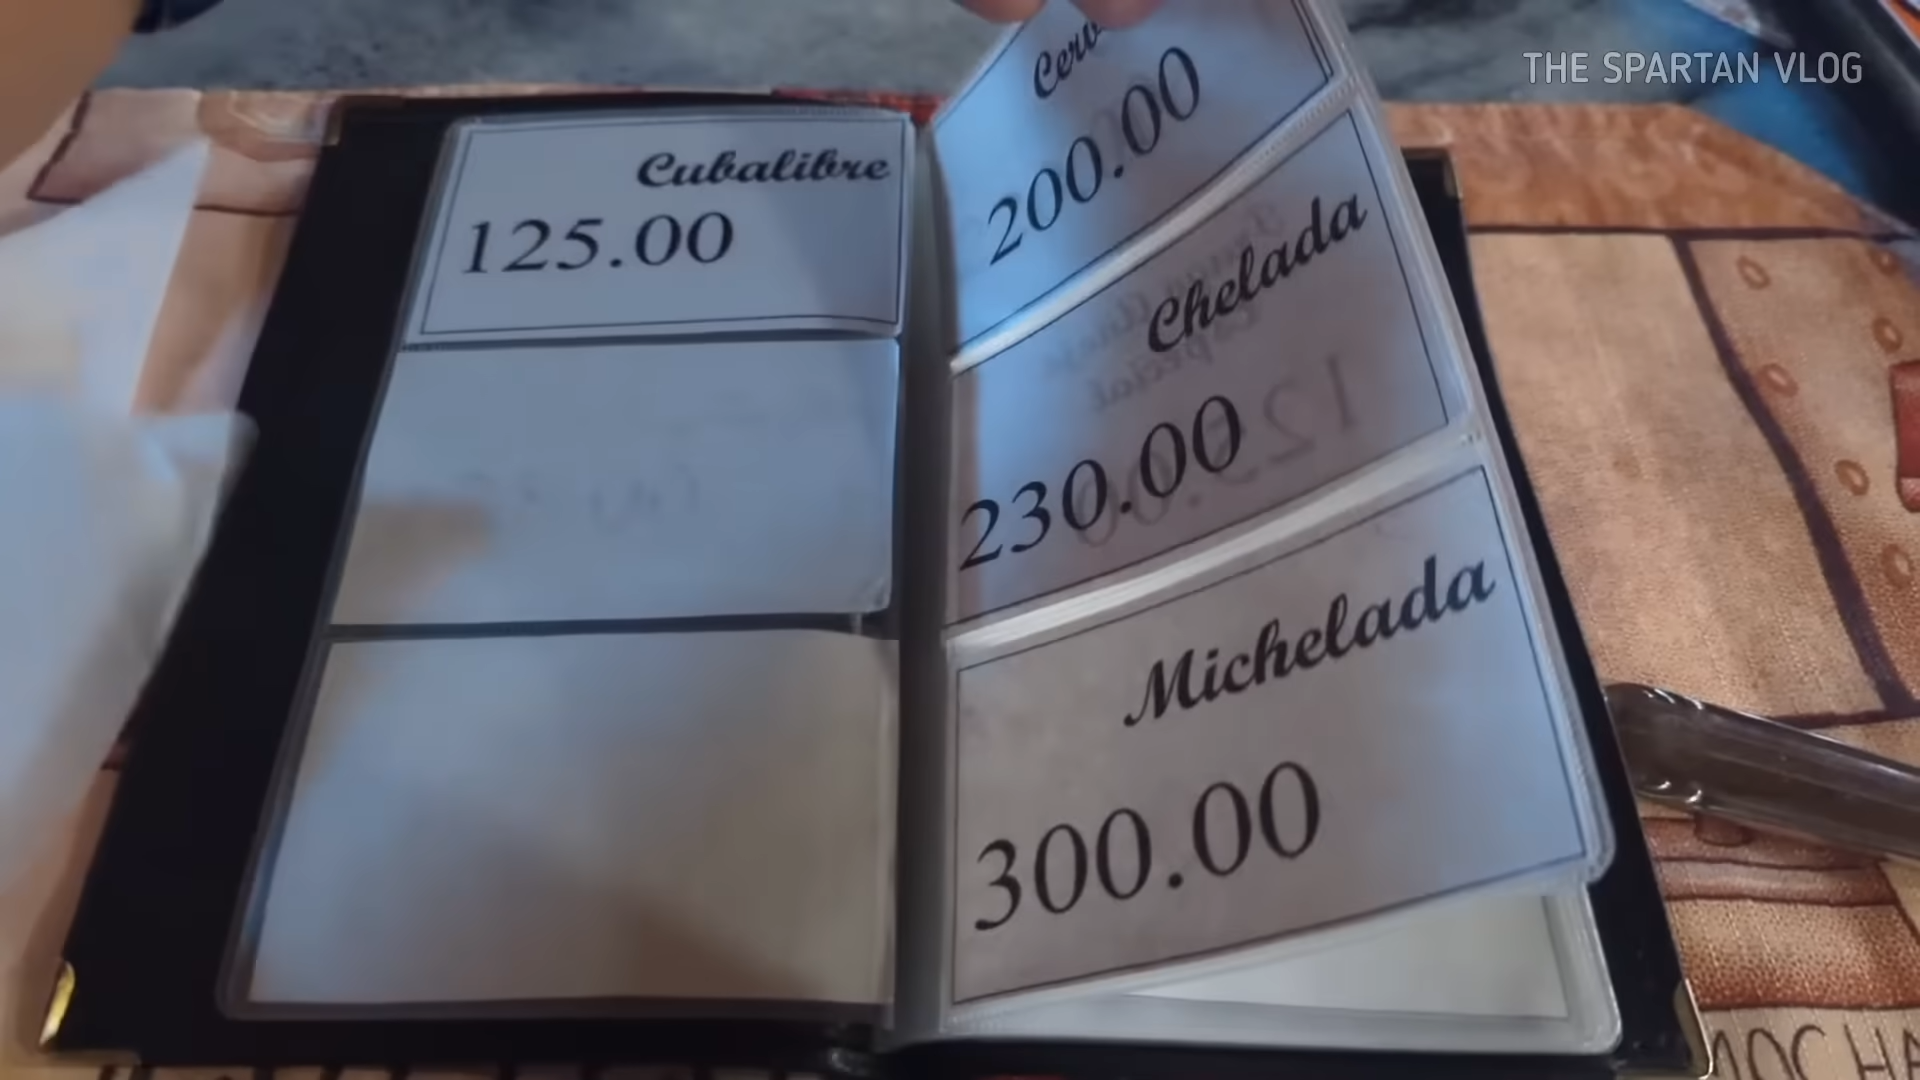 THE SPARTAN VLOG
Cubalibre
125.00
200.00
Chelada
230.00
Michelada
300.00